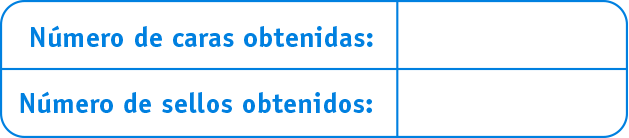 Número de caras obtenidas:
Número de sellos obtenidos: